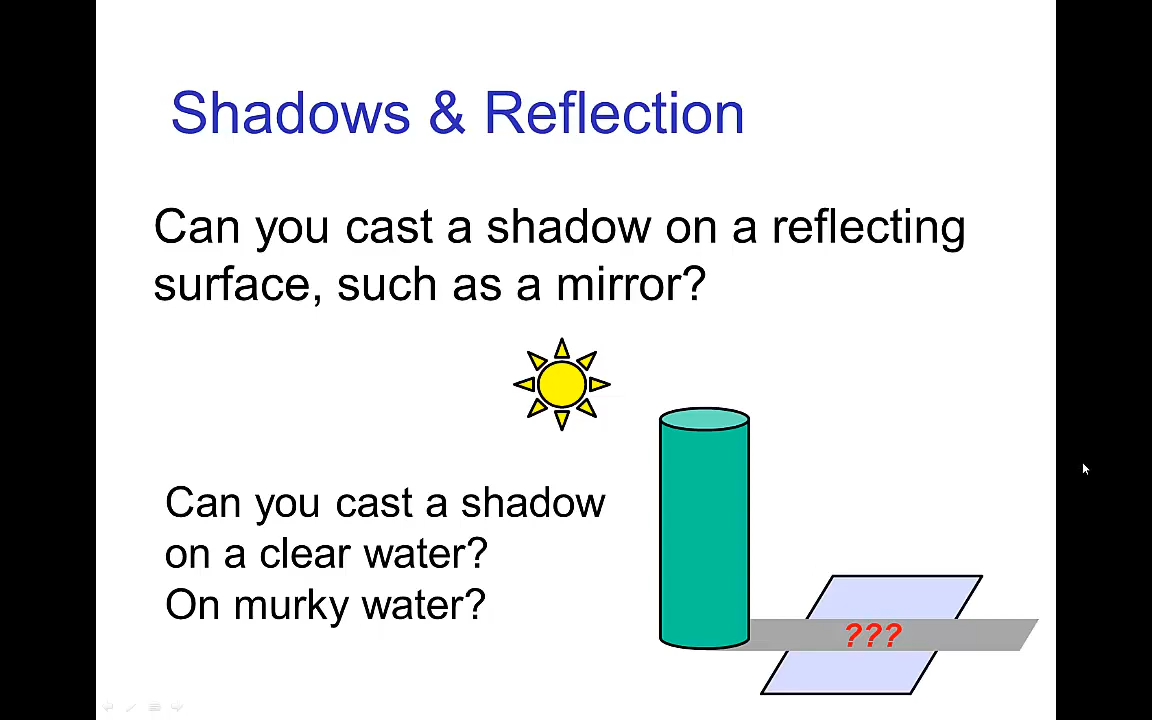 Shadows & Reflection
Can you cast a shadow on a reflecting
surface, such as a mirror?
Can you cast a shadow
on a clear water?
On murky water?
???